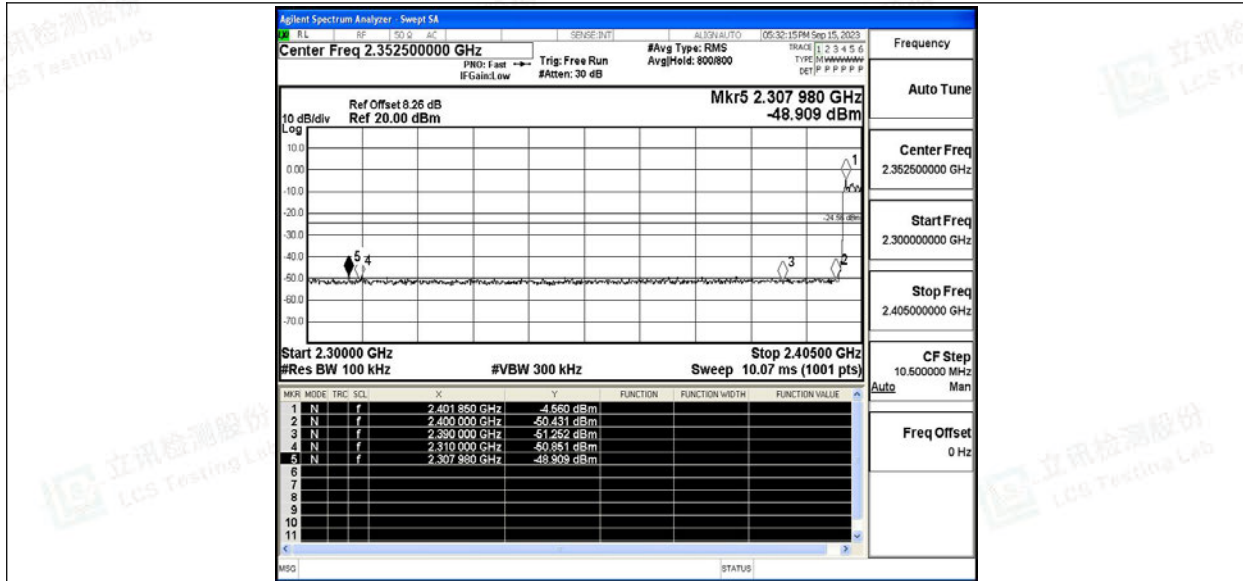 Agilent Spectrum Analyzer - Swept SA
RL RF 50 Ω AC SENSE:INT ALIGN AUTO 05:32:15 PM Sep 15, 2023
Center Freq 2.352500000 GHz
PNO: Fast
IFGain:Low
Trig: Free Run
#Atten: 30 dB
#Avg Type: RMS
Avg|Hold: 800/800
TRACE 1 2 3 4 5 6
TYPE M W W W W W
DET P P P P P P
Ref Offset 8.26 dB
Ref 20.00 dBm
10 dB/div
Log
Mkr5 2.307 980 GHz
-48.909 dBm
10.0
0.00
-10.0
-20.0
-30.0
-40.0
-50.0
-60.0
-70.0
1
-24.56 dBm
5 4 3 2
Start 2.30000 GHz Stop 2.40500 GHz
#Res BW 100 kHz #VBW 300 kHz Sweep 10.07 ms (1001 pts)
MKR MODE TRC SCL X Y FUNCTION FUNCTION WIDTH FUNCTION VALUE
1 N f 2.401 850 GHz -4.560 dBm
2 N f 2.400 000 GHz -50.431 dBm
3 N f 2.390 000 GHz -51.252 dBm
4 N f 2.310 000 GHz -50.851 dBm
5 N f 2.307 980 GHz -48.909 dBm
6
7
8
9
10
11
MSG STATUS
Frequency
Auto Tune
Center Freq
2.352500000 GHz
Start Freq
2.300000000 GHz
Stop Freq
2.405000000 GHz
CF Step
10.500000 MHz
Auto Man
Freq Offset
0 Hz
立讯检测股份
LCS Testing Lab
立讯检测股份
LCS Testing Lab